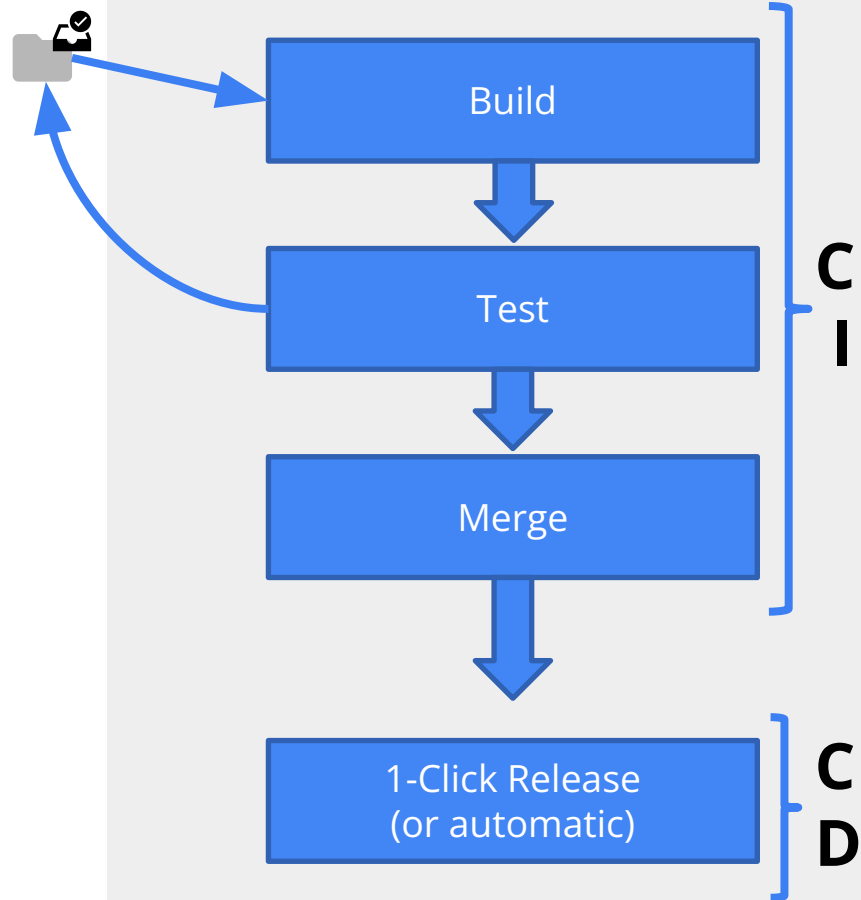 Build
Test
C
I
Merge
1-Click Release
(or automatic)
C
D